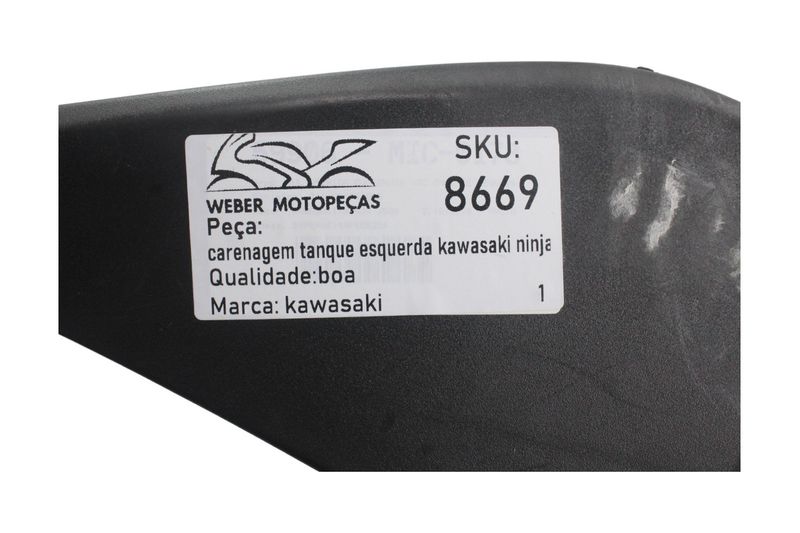 SKU:
8669
WEBER MOTOPEÇAS
Peça:
carenagem tanque esquerda kawasaki ninja
Qualidade:boa
Marca: kawasaki 1